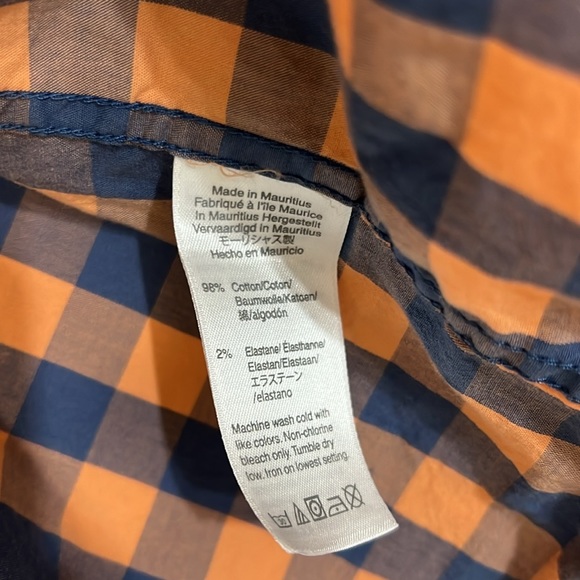 Made in Mauritius
Fabriqué à l'île Maurice
In Mauritius Hergestellt
Vervaardigd in Mauritius
モーリシャス製
Hecho en Mauricio
98% Cotton/Coton/
Baumwolle/Katoen/
綿/algodón
2% Elastane/ Élasthanne/
Elastan/Elastaan/
エラステーン
/elastano
Machine wash cold with
like colors. Non-chlorine
bleach only. Tumble dry
low. Iron on lowest setting.